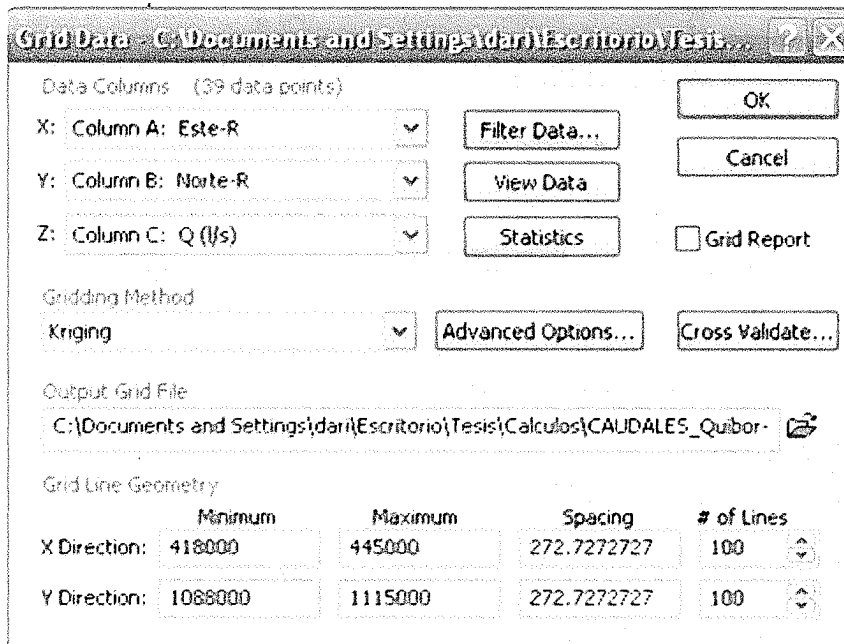 Grid Data - C:\Documents and Settings\dari\Escritorio\Tesis...
Data Columns (39 data points)
OK
X: Column A: Este-R
Filter Data...
Cancel
Y: Column B: Norte-R
View Data
Z: Column C: Q (l/s)
Statistics
Grid Report
Gridding Method
Kriging
Advanced Options...
Cross Validate...
Output Grid File
C:\Documents and Settings\dari\Escritorio\Tesis\Calculos\CAUDALES_Quibor-
Grid Line Geometry
Minimum Maximum Spacing # of Lines
X Direction: 418000 445000 272.7272727 100
Y Direction: 1088000 1115000 272.7272727 100